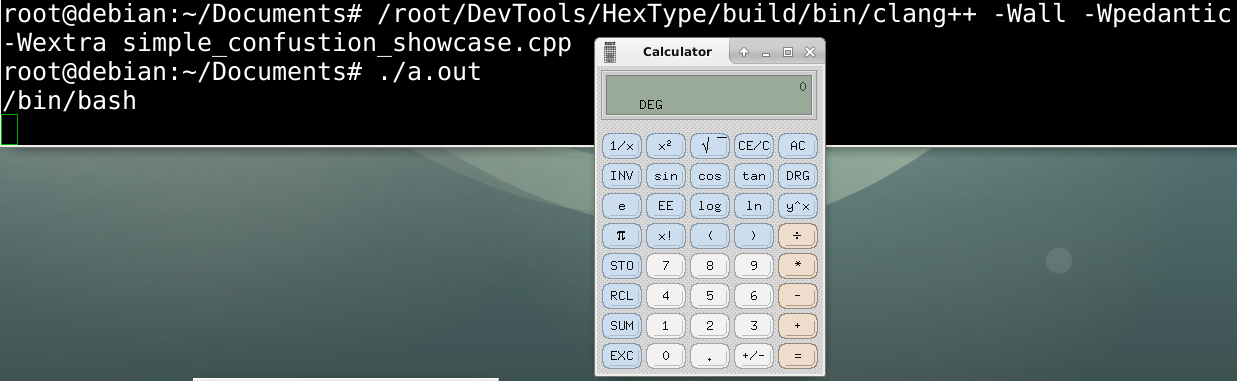 root@debian:~/Documents# /root/DevTools/HexType/build/bin/clang++ -Wall -Wpedantic
-Wextra simple_confustion_showcase.cpp
root@debian:~/Documents# ./a.out
/bin/bash
Calculator
0
DEG
1/x x² √ CE/C AC
INV sin cos tan DRG
e EE log ln y^x
π x! ( ) ÷
STO 7 8 9 *
RCL 4 5 6 -
SUM 1 2 3 +
EXC 0 . +/- =